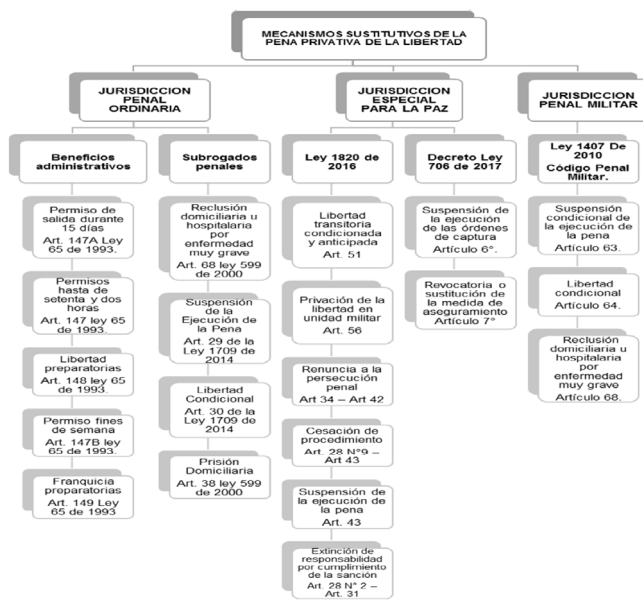 MECANISMOS SUSTITUTIVOS DE LA
PENA PRIVATIVA DE LA LIBERTAD
JURISDICCION
PENAL
ORDINARIA
Beneficios
administrativos
Permiso de
salida durante
15 días
Art. 147A Ley
65 de 1993.
Permisos
hasta de
setenta y dos
horas
Art. 147 ley 65
de 1993.
Libertad
preparatorias
Art. 148 ley 65
de 1993.
Permiso fines
de semana
Art. 147B ley
65 de 1993.
Franquicia
preparatorias
Art. 149 Ley
65 de 1993
Subrogados
penales
Reclusión
domiciliaria u
hospitalaria
por
enfermedad
muy grave
Art. 68 ley 599
de 2000
Suspensión
de la
Ejecución de
la Pena
Art. 29 de la
Ley 1709 de
2014
Libertad
Condicional
Art. 30 de la
Ley 1709 de
2014
Prisión
Domiciliaria
Art. 38 ley 599
de 2000
JURISDICCION
ESPECIAL
PARA LA PAZ
Ley 1820 de
2016
Libertad
transitoria
condicionada
y anticipada
Art. 51
Privación de la
libertad en
unidad militar
Art. 56
Renuncia a la
persecución
penal
Art 34 – Art 42
Cesación de
procedimiento
Art. 28 N°9 –
Art 43
Suspensión de
la ejecución de
la pena
Art. 43
Extinción de
responsabilidad
por cumplimiento
de la sanción
Art. 28 N° 2 –
Art. 31
Decreto Ley
706 de 2017
Suspensión de
la ejecución de
las órdenes de
captura
Artículo 6°.
Revocatoria o
sustitución de
la medida de
aseguramiento
Artículo 7°
JURISDICCION
PENAL MILITAR
Ley 1407 De
2010
Código Penal
Militar.
Suspensión
condicional de
la ejecución de
la pena
Artículo 63.
Libertad
condicional
Artículo 64.
Reclusión
domiciliaria u
hospitalaria
por
enfermedad
muy grave
Artículo 68.